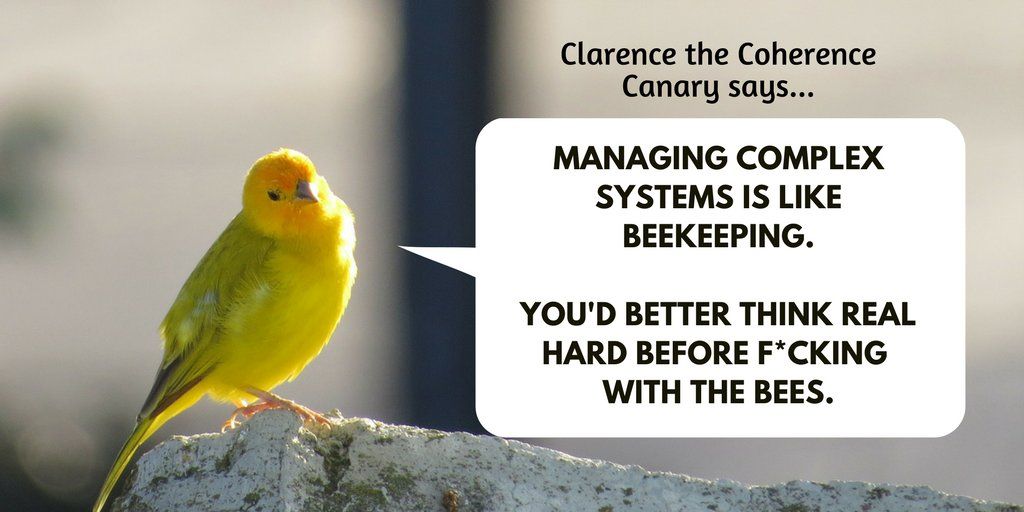 Clarence the Coherence
Canary says...
MANAGING COMPLEX
SYSTEMS IS LIKE
BEEKEEPING.
YOU'D BETTER THINK REAL
HARD BEFORE F*CKING
WITH THE BEES.